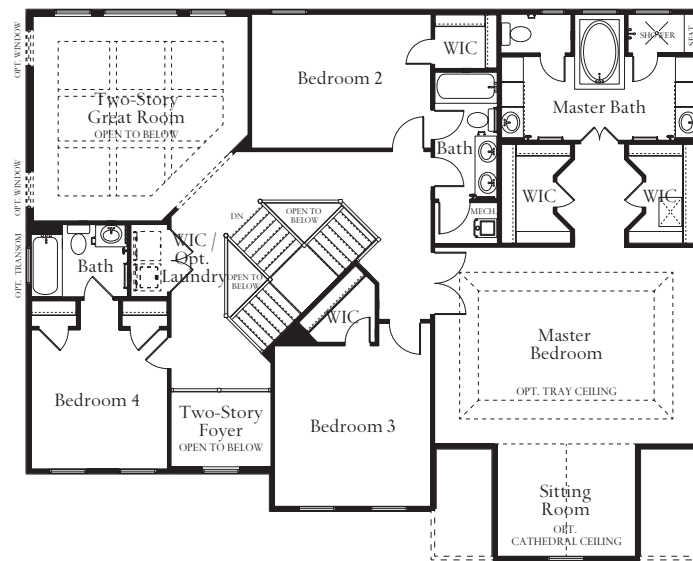 OPT. WINDOW
Two-Story
Great Room
OPEN TO BELOW
Bedroom 2
WIC
SHOWER
SEAT
Master Bath
Bath
OPT. WINDOW
WIC
WIC
MECH.
DN
OPEN TO
BELOW
OPT. TRANSOM
Bath
WIC /
Opt.
Laundry
OPEN TO
BELOW
WIC
Master
Bedroom
OPT. TRAY CEILING
Bedroom 4
Two-Story
Foyer
OPEN TO BELOW
Bedroom 3
Sitting
Room
OPT.
CATHEDRAL CEILING